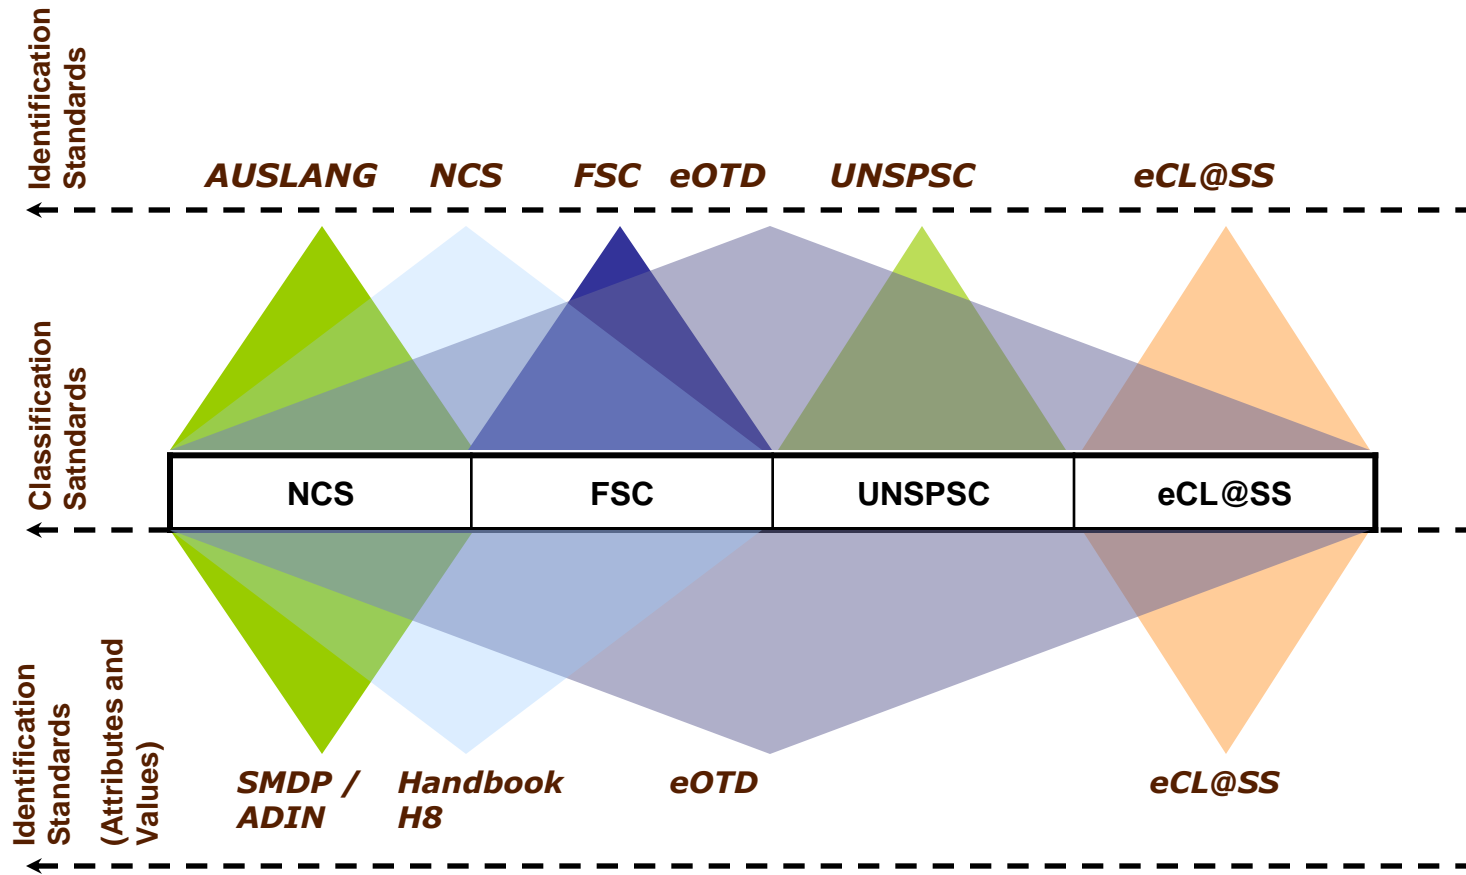 Identification
Standards
AUSLANG NCS FSC eOTD UNSPSC eCL@SS
Classification
Satndards
NCS FSC UNSPSC eCL@SS
Identification
Standards
(Attributes and
Values)
SMDP /
ADIN
Handbook
H8
eOTD
eCL@SS